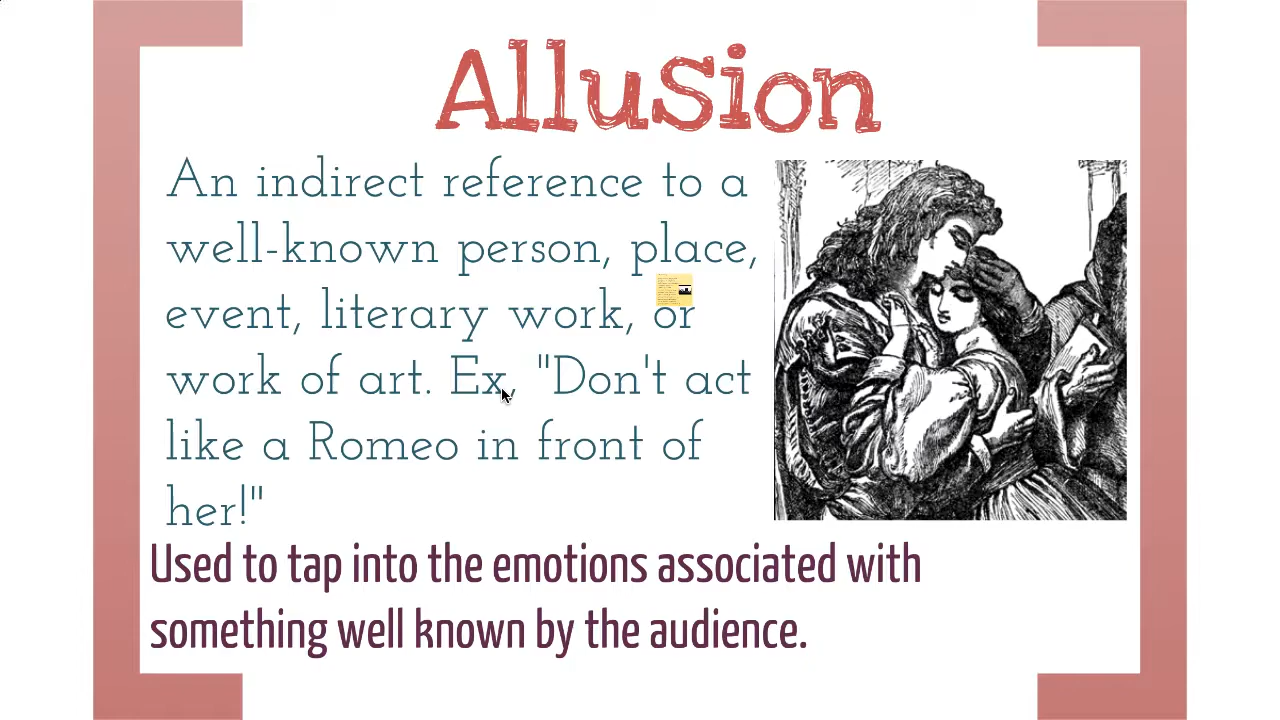 Allusion
An indirect reference to a
well-known person, place,
event, literary work, or
work of art. Ex, "Don't act
like a Romeo in front of
her!"
Used to tap into the emotions associated with
something well known by the audience.